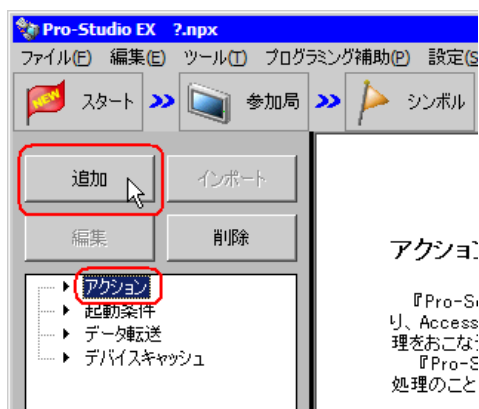 Pro-Studio EX ?.npx
ファイル(F) 編集(E) ツール(T) プログラミング補助(P) 設定(S
NEW スタート 参加局 シンボル
追加 インポート
編集 削除
アクション
起動条件
データ転送
デバイスキャッシュ
アクション
『Pro-S
り、Access
理をおこな
『Pro-S
処理のこと